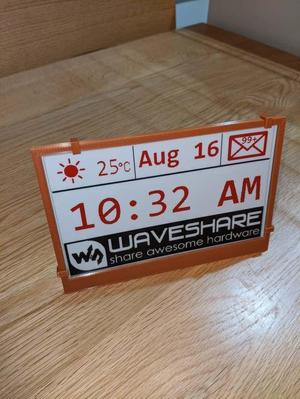 25°C Aug 16 99+
10:32 AM
WAVESHARE
share awesome hardware